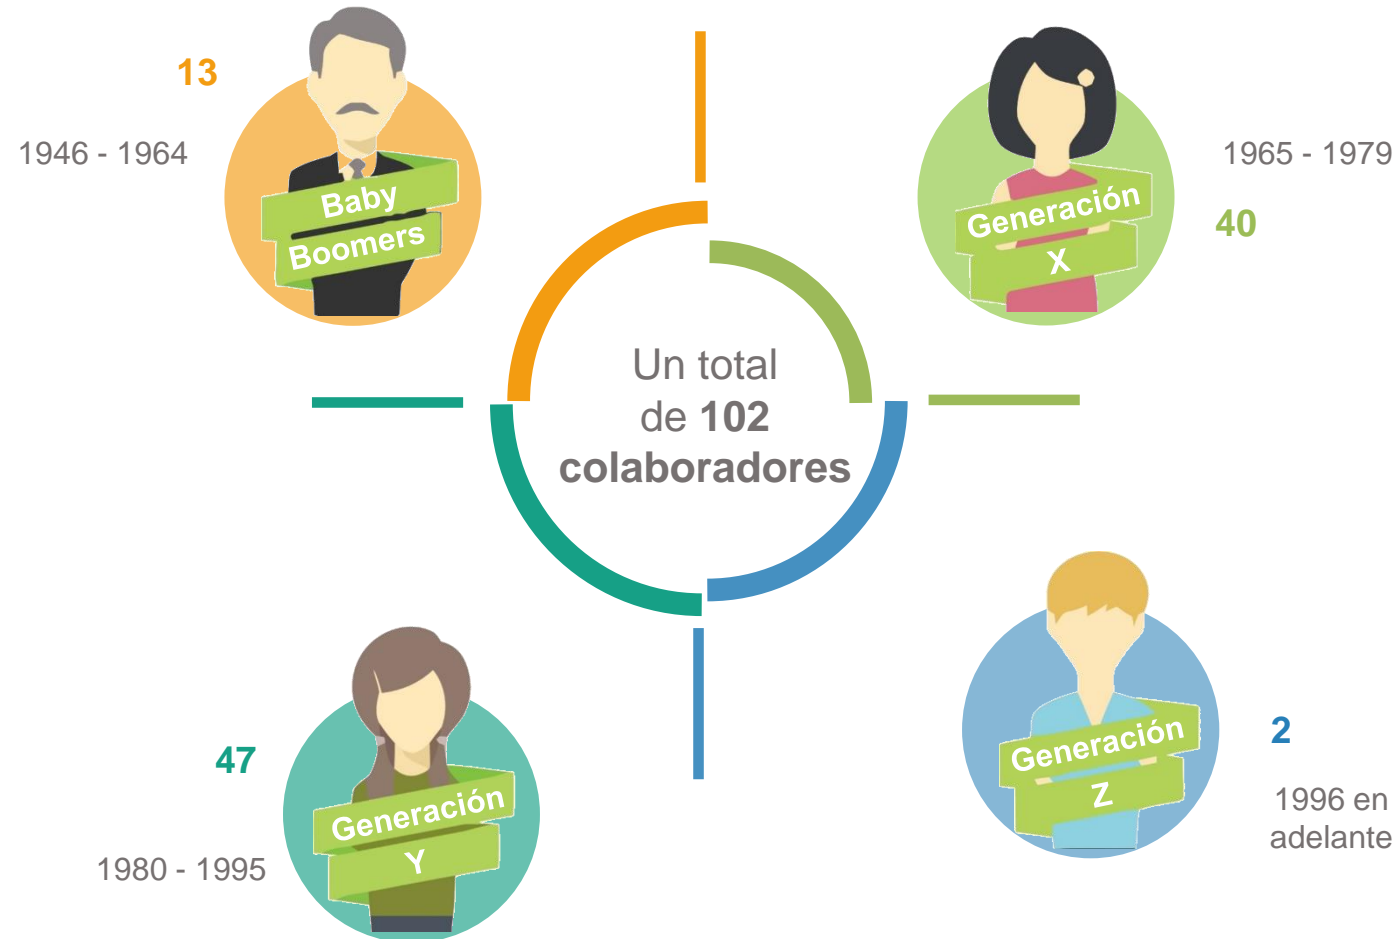 13
1946 - 1964
Baby
Boomers
1965 - 1979
Generación
X
40
Un total
de 102
colaboradores
47
Generación
Y
1980 - 1995
Generación
Z
2
1996 en
adelante